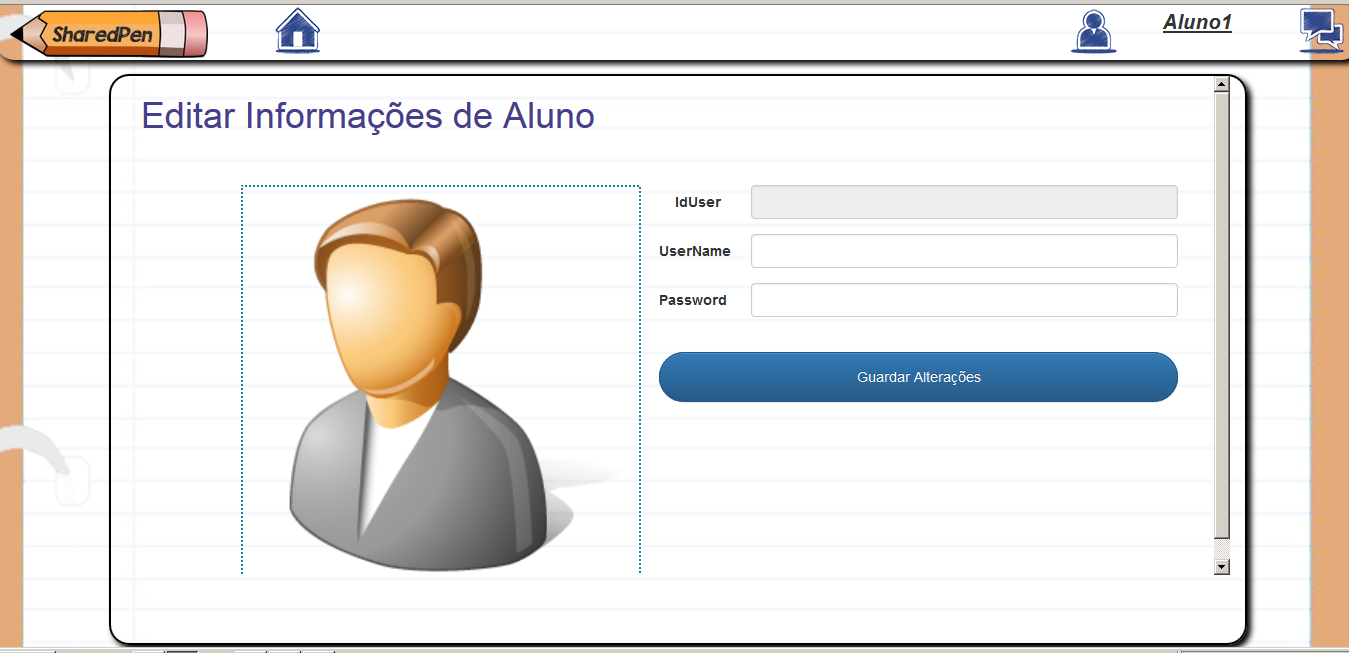 SharedPen
Aluno1
Editar Informações de Aluno
IdUser
UserName
Password
Guardar Alterações